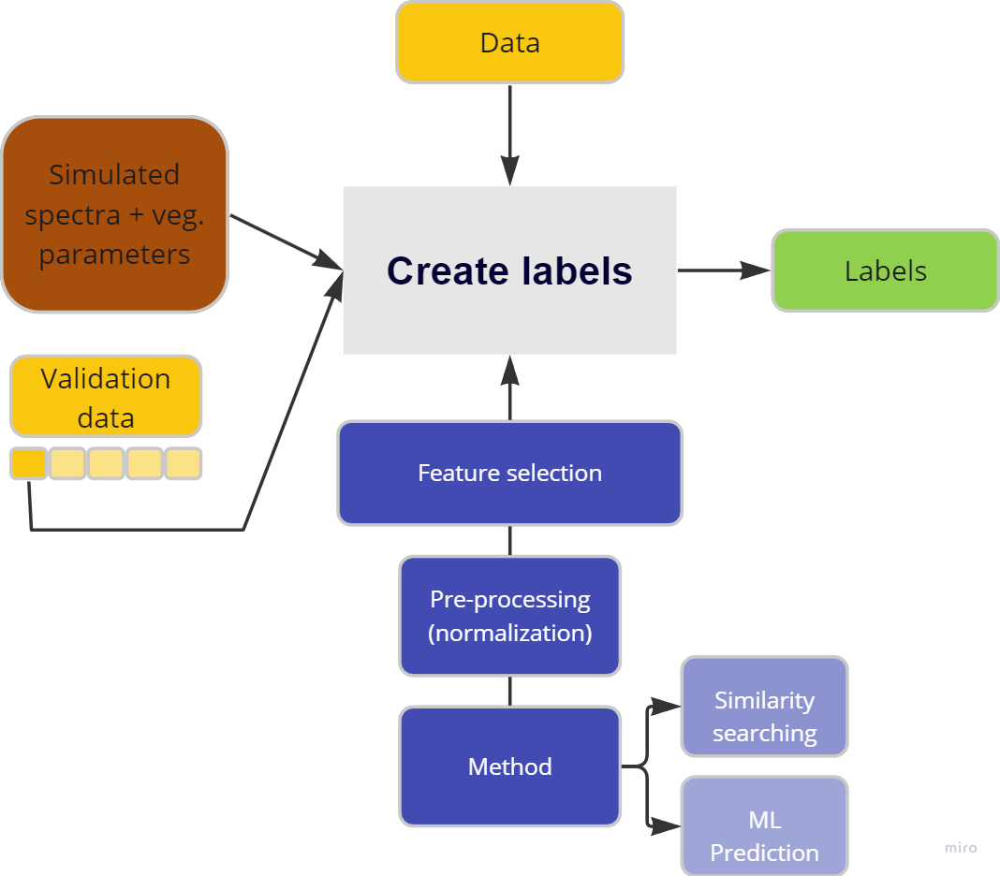 Data
Simulated
spectra + veg.
parameters
Create labels
Labels
Validation
data
Feature selection
Pre-processing
(normalization)
Method
Similarity
searching
ML
Prediction
miro